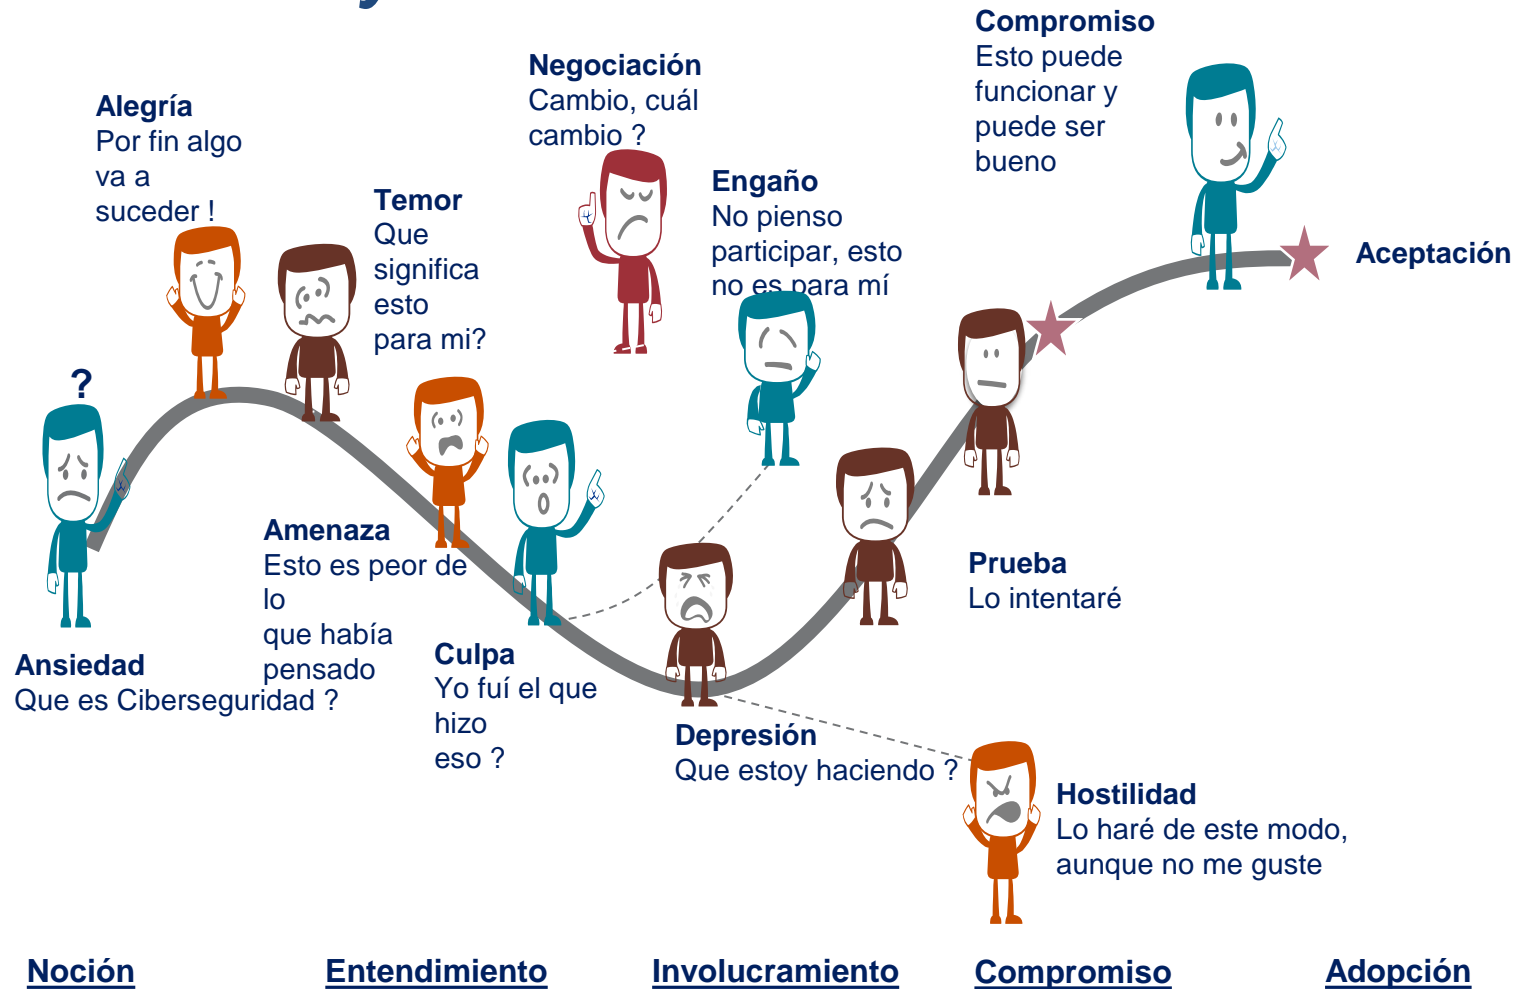 Compromiso
Esto puede
funcionar y
puede ser
bueno
Negociación
Cambio, cuál
cambio ?
Alegría
Por fin algo
va a
suceder !
Engaño
No pienso
participar, esto
no es para mí
Temor
Que
significa
esto
para mi?
Aceptación
?
Amenaza
Esto es peor de
lo
que había
pensado
Prueba
Lo intentaré
Culpa
Yo fuí el que
hizo
eso ?
Ansiedad
Que es Ciberseguridad ?
Depresión
Que estoy haciendo ?
Hostilidad
Lo haré de este modo,
aunque no me guste
Noción
Entendimiento
Involucramiento
Compromiso
Adopción